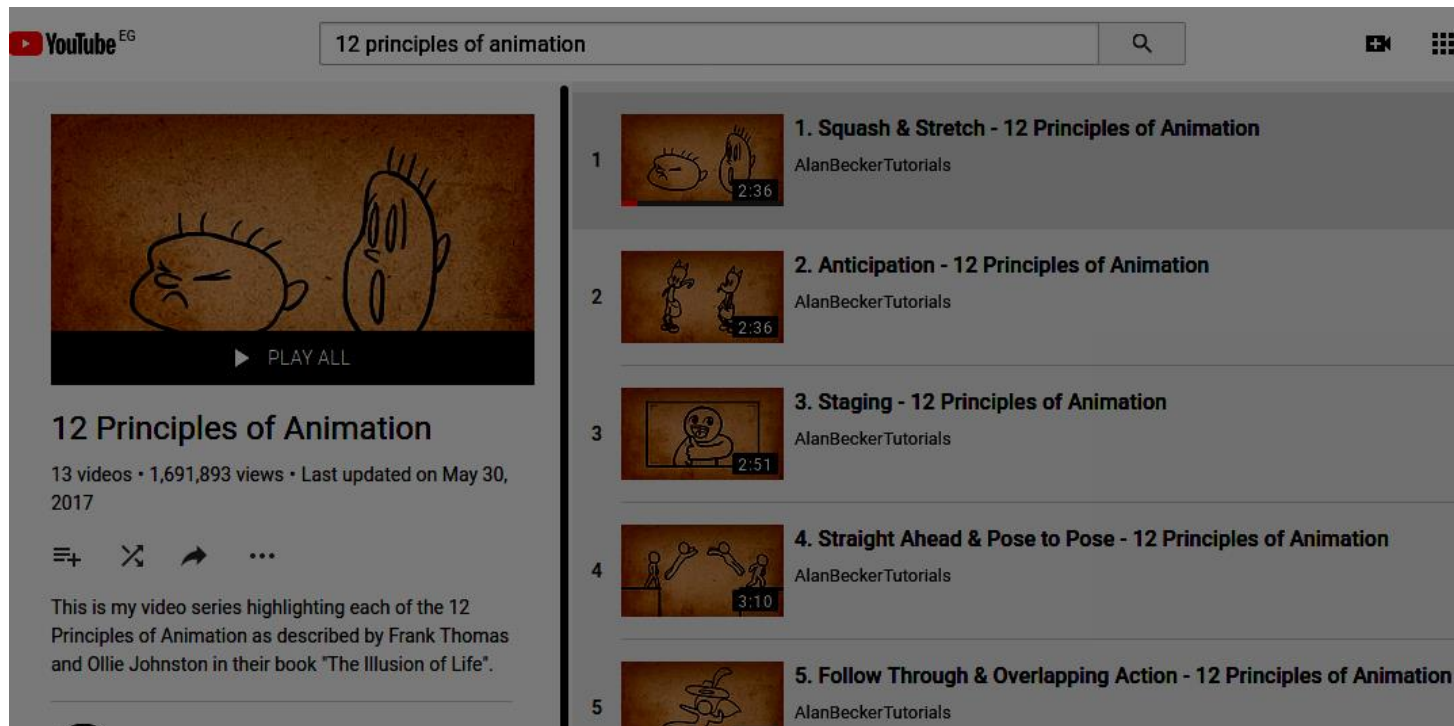 YouTube EG
12 principles of animation
PLAY ALL
12 Principles of Animation
13 videos • 1,691,893 views • Last updated on May 30,
2017
This is my video series highlighting each of the 12
Principles of Animation as described by Frank Thomas
and Ollie Johnston in their book "The Illusion of Life".
1
2:36
1. Squash & Stretch - 12 Principles of Animation
AlanBeckerTutorials
2
2:36
2. Anticipation - 12 Principles of Animation
AlanBeckerTutorials
3
2:51
3. Staging - 12 Principles of Animation
AlanBeckerTutorials
4
3:10
4. Straight Ahead & Pose to Pose - 12 Principles of Animation
AlanBeckerTutorials
5
5. Follow Through & Overlapping Action - 12 Principles of Animation
AlanBeckerTutorials